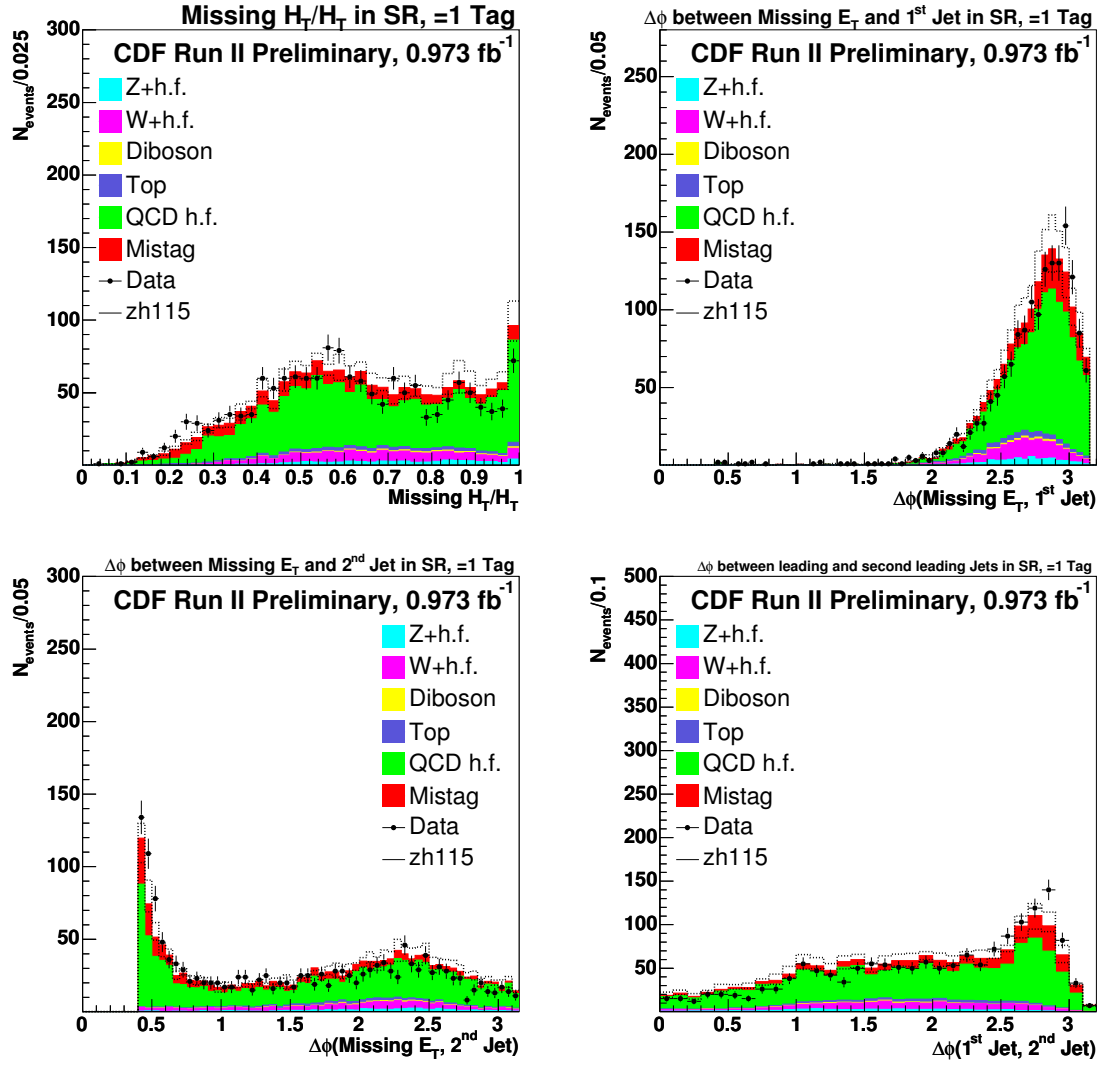 Missing H_T/H_T in SR, =1 Tag
N_events/0.025
300
250
200
150
100
50
CDF Run II Preliminary, 0.973 fb^-1
Z+h.f.
W+h.f.
Diboson
Top
QCD h.f.
Mistag
Data
zh115
0 0.1 0.2 0.3 0.4 0.5 0.6 0.7 0.8 0.9 1
Missing H_T/H_T
Δϕ between Missing E_T and 1^st Jet in SR, =1 Tag
N_events/0.05
250
200
150
100
50
CDF Run II Preliminary, 0.973 fb^-1
Z+h.f.
W+h.f.
Diboson
Top
QCD h.f.
Mistag
Data
zh115
0 0.5 1 1.5 2 2.5 3
Δϕ(Missing E_T, 1^st Jet)
Δϕ between Missing E_T and 2^nd Jet in SR, =1 Tag
N_events/0.05
300
250
200
150
100
50
CDF Run II Preliminary, 0.973 fb^-1
Z+h.f.
W+h.f.
Diboson
Top
QCD h.f.
Mistag
Data
zh115
0 0.5 1 1.5 2 2.5 3
Δϕ(Missing E_T, 2^nd Jet)
Δϕ between leading and second leading Jets in SR, =1 Tag
N_events/0.1
500
450
400
350
300
250
200
150
100
50
0
CDF Run II Preliminary, 0.973 fb^-1
Z+h.f.
W+h.f.
Diboson
Top
QCD h.f.
Mistag
Data
zh115
0 0.5 1 1.5 2 2.5 3
Δϕ(1^st Jet, 2^nd Jet)